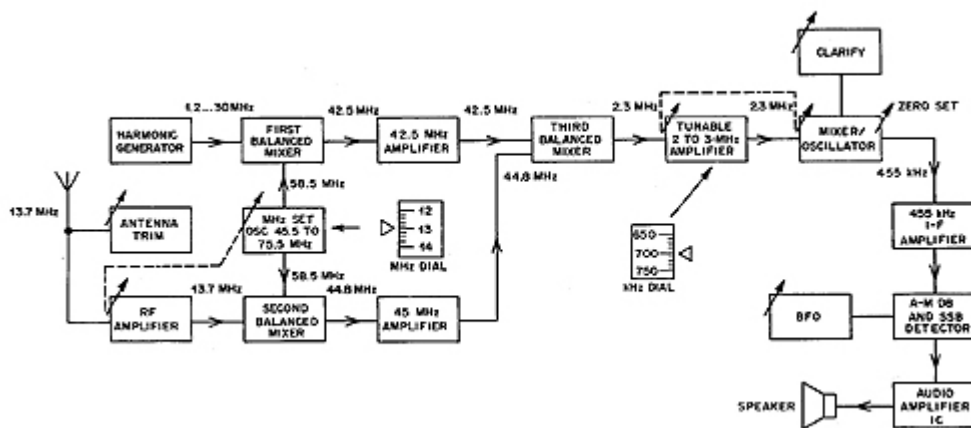 CLARIFY
1,2...30MHz
42.5 MHz
42.5 MHz
2.3 MHz
2.3 MHz
ZERO SET
HARMONIC
GENERATOR
FIRST
BALANCED
MIXER
42.5 MHz
AMPLIFIER
THIRD
BALANCED
MIXER
TUNABLE
2 TO 3-MHz
AMPLIFIER
MIXER/
OSCILLATOR
44.8 MHz
455 kHz
58.5 MHz
13.7 MHz
ANTENNA
TRIM
MHz SET
OSC 45.5 TO
75.5 MHz
12
13
14
MHz DIAL
650
700
750
kHz DIAL
455 kHz
I-F
AMPLIFIER
13.7 MHz
58.5 MHz
44.8 MHz
RF
AMPLIFIER
SECOND
BALANCED
MIXER
45 MHz
AMPLIFIER
BFO
A-M DB
AND SSB
DETECTOR
SPEAKER
AUDIO
AMPLIFIER
IC